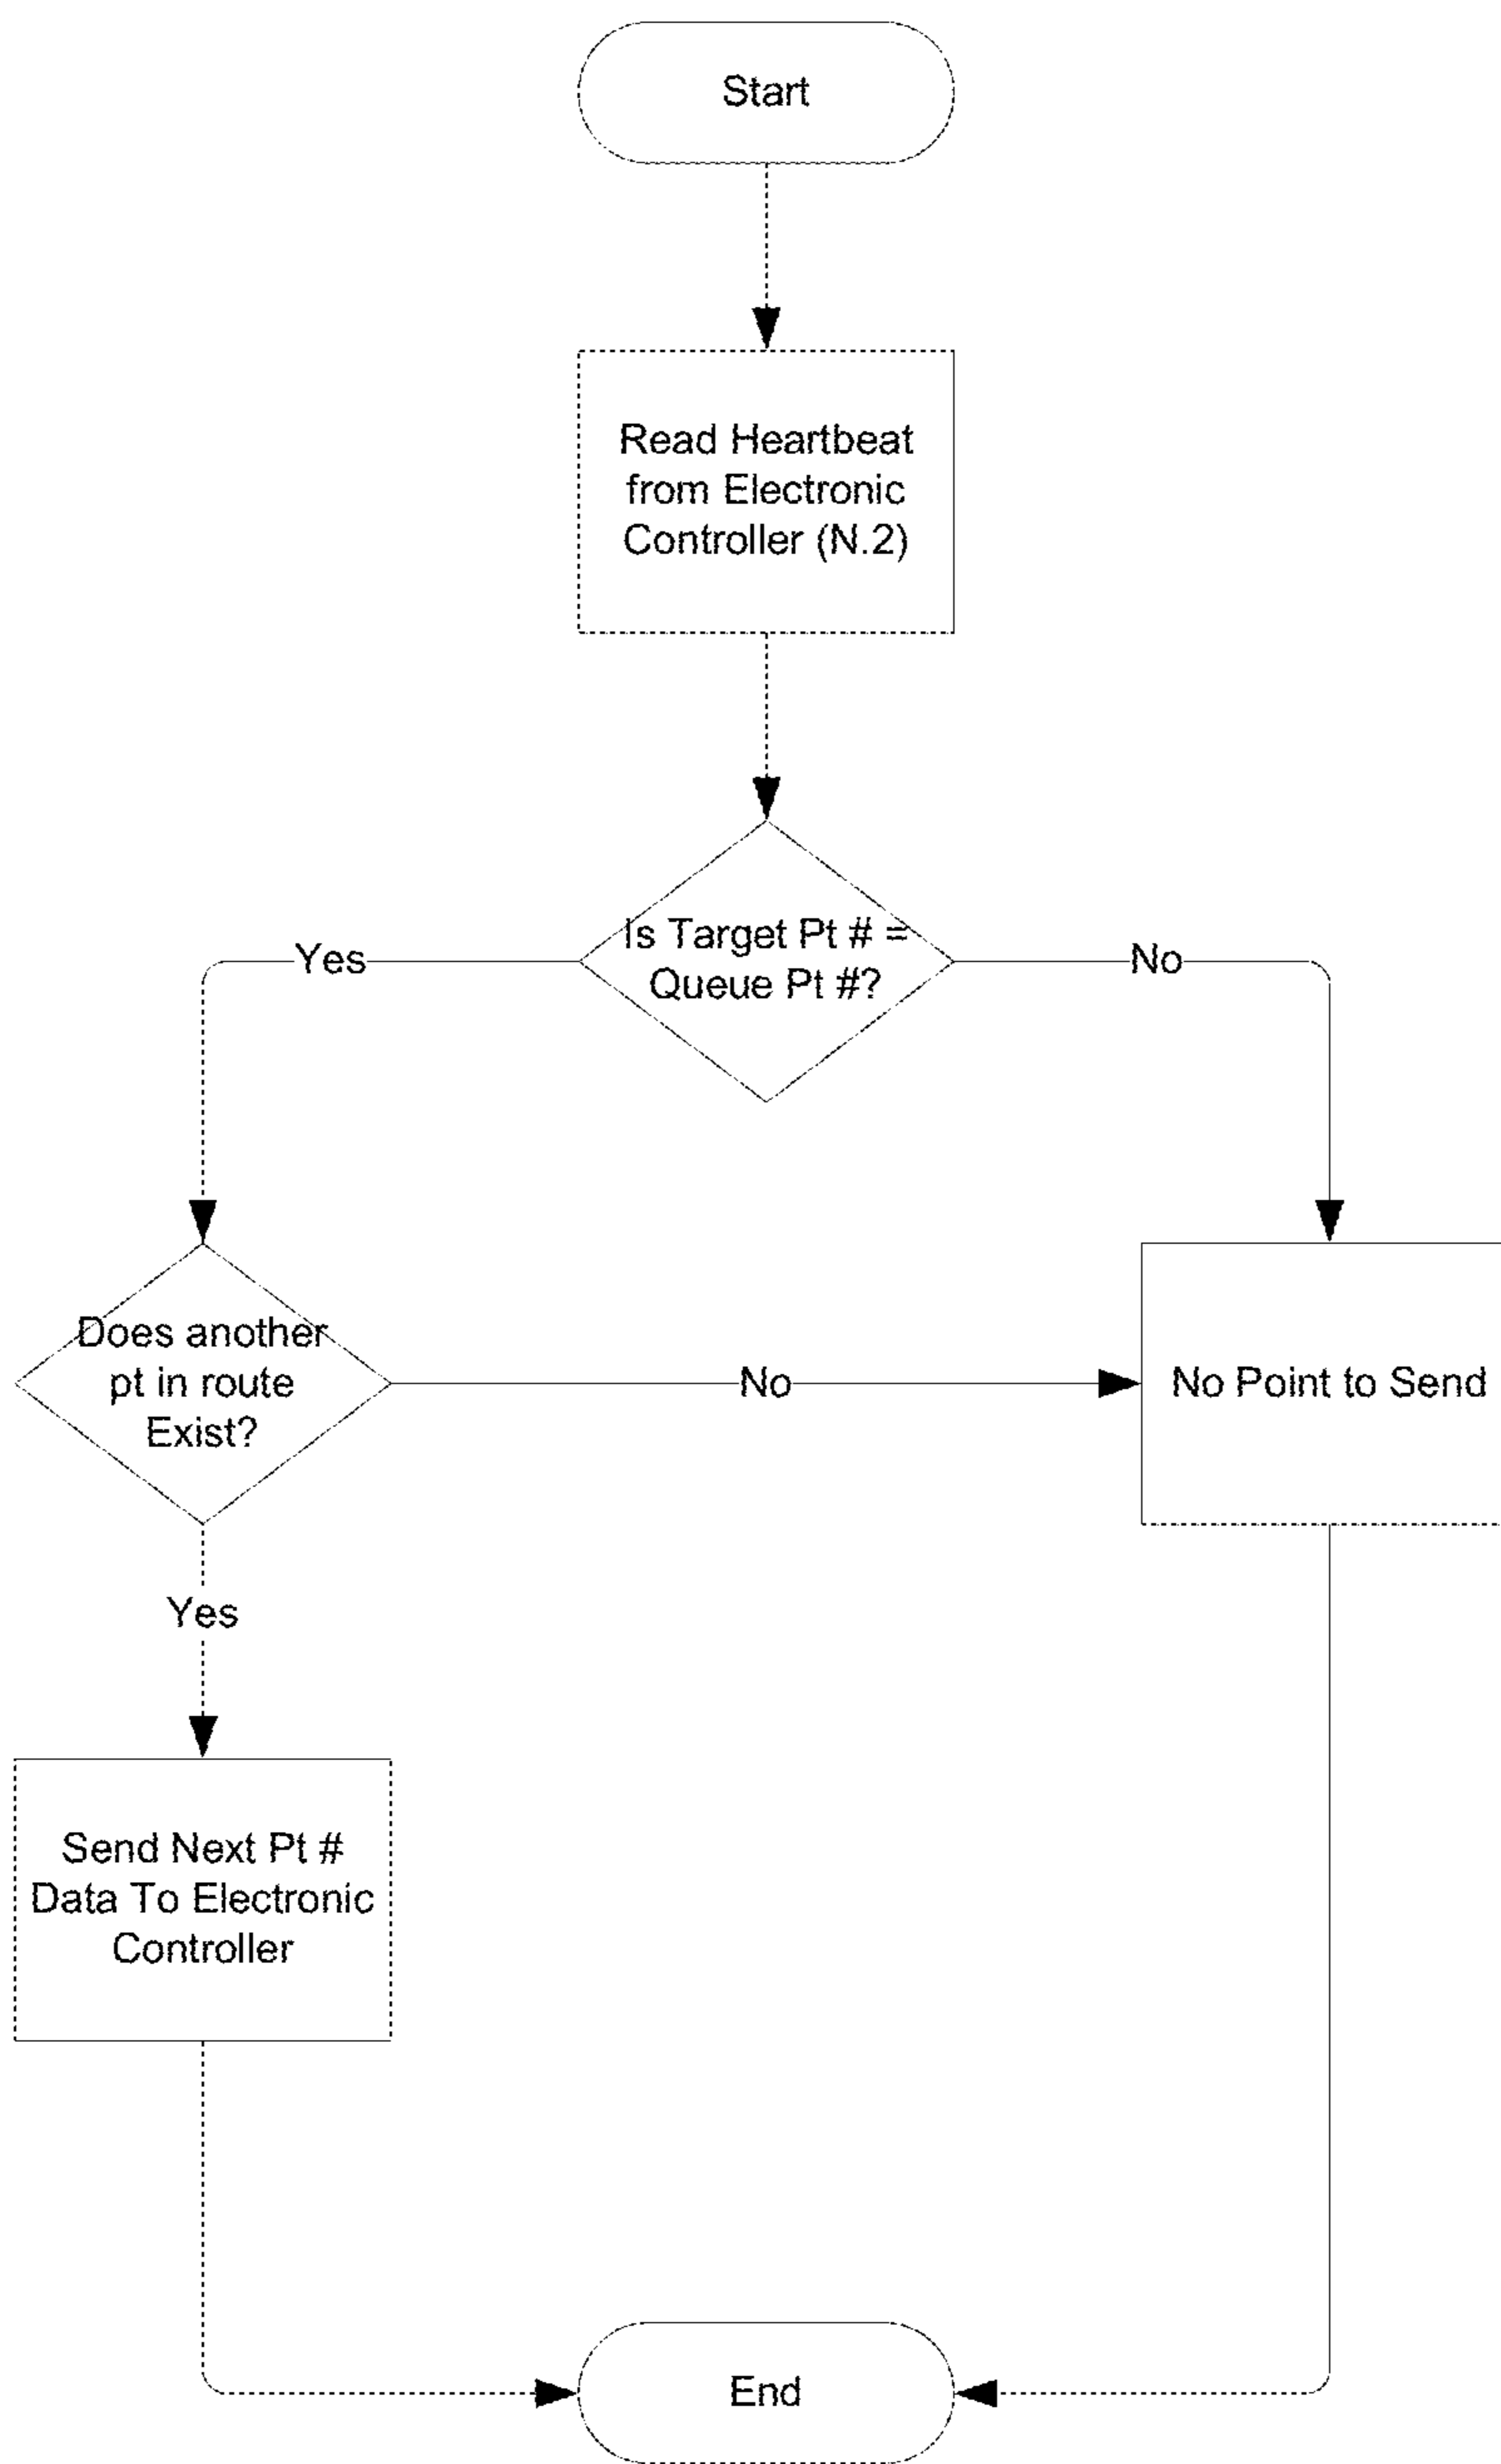 Start
Read Heartbeat
from Electronic
Controller (N.2)
Is Target Pt # =
Queue Pt #?
Yes
No
Does another
pt in route
Exist?
No
No Point to Send
Yes
Send Next Pt #
Data To Electronic
Controller
End